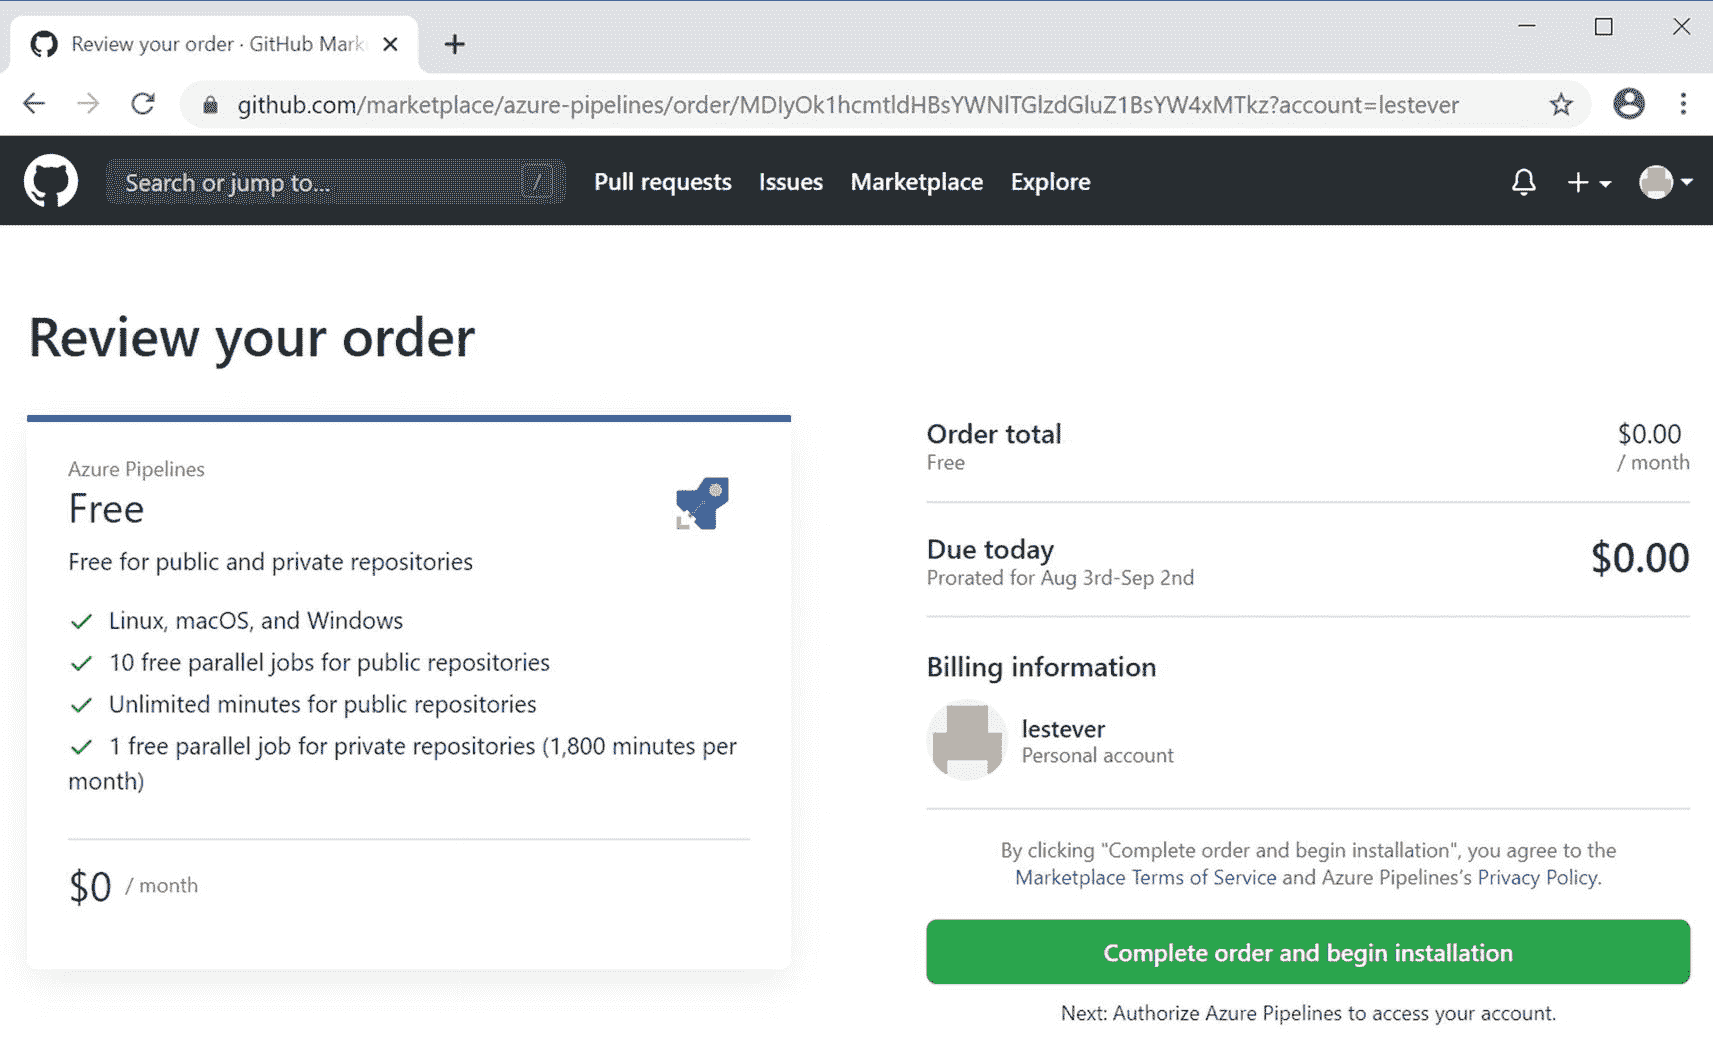 Review your order · GitHub Mark
github.com/marketplace/azure-pipelines/order/MDIyOk1hcmtldHBsYWNlTGlzdGluZ1BsYW4xMTkz?account=lestever
Search or jump to...
/
Pull requests
Issues
Marketplace
Explore
Review your order
Azure Pipelines
Free
Free for public and private repositories
Linux, macOS, and Windows
10 free parallel jobs for public repositories
Unlimited minutes for public repositories
1 free parallel job for private repositories (1,800 minutes per
month)
$0 / month
Order total
$0.00
Free
/ month
Due today
$0.00
Prorated for Aug 3rd-Sep 2nd
Billing information
lestever
Personal account
By clicking "Complete order and begin installation", you agree to the
Marketplace Terms of Service and Azure Pipelines's Privacy Policy.
Complete order and begin installation
Next: Authorize Azure Pipelines to access your account.